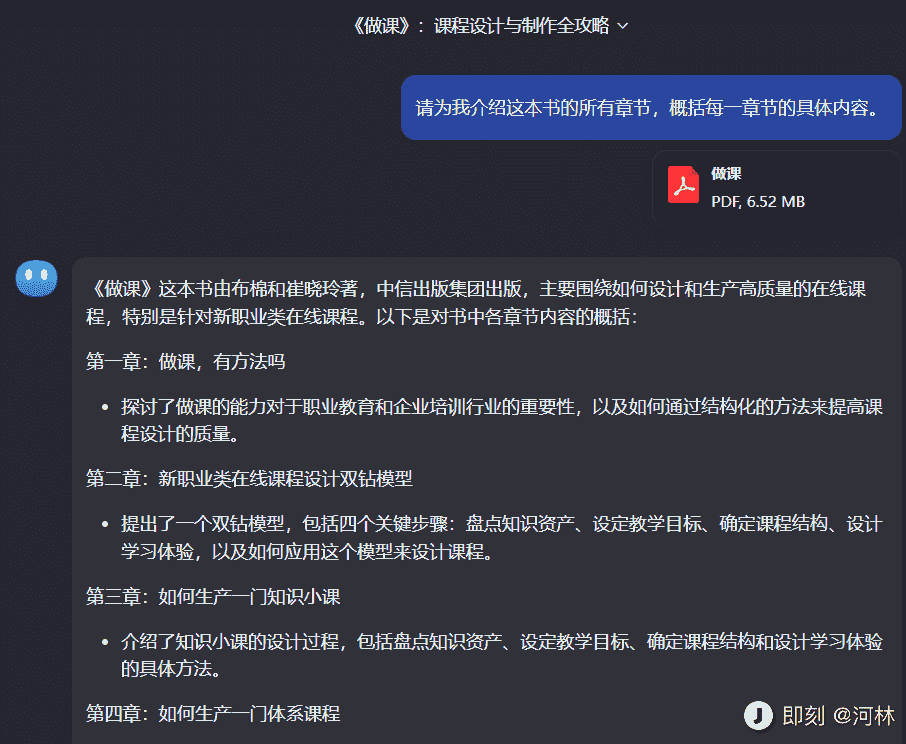 《做课》：课程设计与制作全攻略
请为我介绍这本书的所有章节，概括每一章节的具体内容。
做课
PDF, 6.52 MB
《做课》这本书由布棉和崔晓玲著，中信出版集团出版，主要围绕如何设计和生产高质量的在线课
程，特别是针对新职业类在线课程。以下是对书中各章节内容的概括：
第一章：做课，有方法吗
• 探讨了做课的能力对于职业教育和企业培训行业的重要性，以及如何通过结构化的方法来提高课
程设计的质量。
第二章：新职业类在线课程设计双钻模型
• 提出了一个双钻模型，包括四个关键步骤：盘点知识资产、设定教学目标、确定课程结构、设计
学习体验，以及如何应用这个模型来设计课程。
第三章：如何生产一门知识小课
• 介绍了知识小课的设计过程，包括盘点知识资产、设定教学目标、确定课程结构和设计学习体验
的具体方法。
第四章：如何生产一门体系课程
即刻 @河林